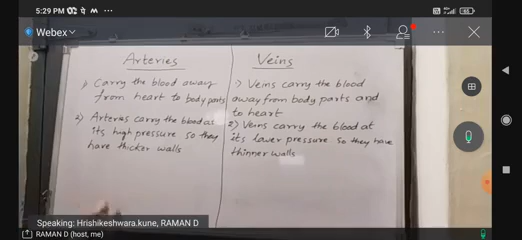 5:29 PM
Webex
Arteries
1) Carry the blood away
from heart to body parts
2) Arteries carry the blood at
its high pressure so they
have thicker walls
Veins
1) Veins carry the blood
away from body parts and
to heart
2) Veins carry the blood at
its lower pressure so they have
thinner walls
Speaking: Hrishikeshwara.kune, RAMAN D
RAMAN D (host, me)